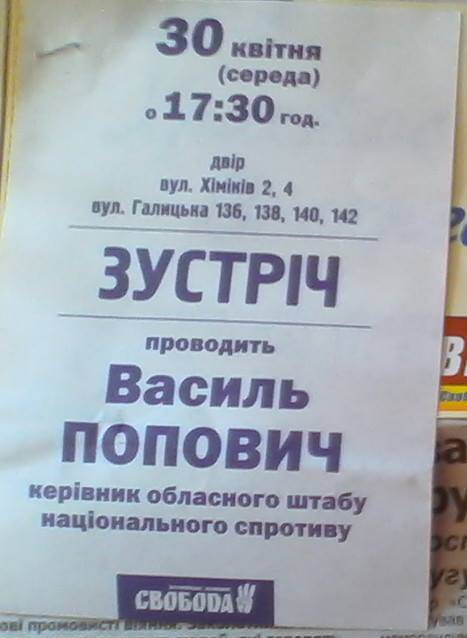 30 квітня
(середа)
о 17:30 год.
двір
вул. Хіміків 2, 4
вул. Галицька 136, 138, 140, 142
ЗУСТРІЧ
проводить
Василь
ПОПОВИЧ
керівник обласного штабу
національного спротиву
СВОБОДА